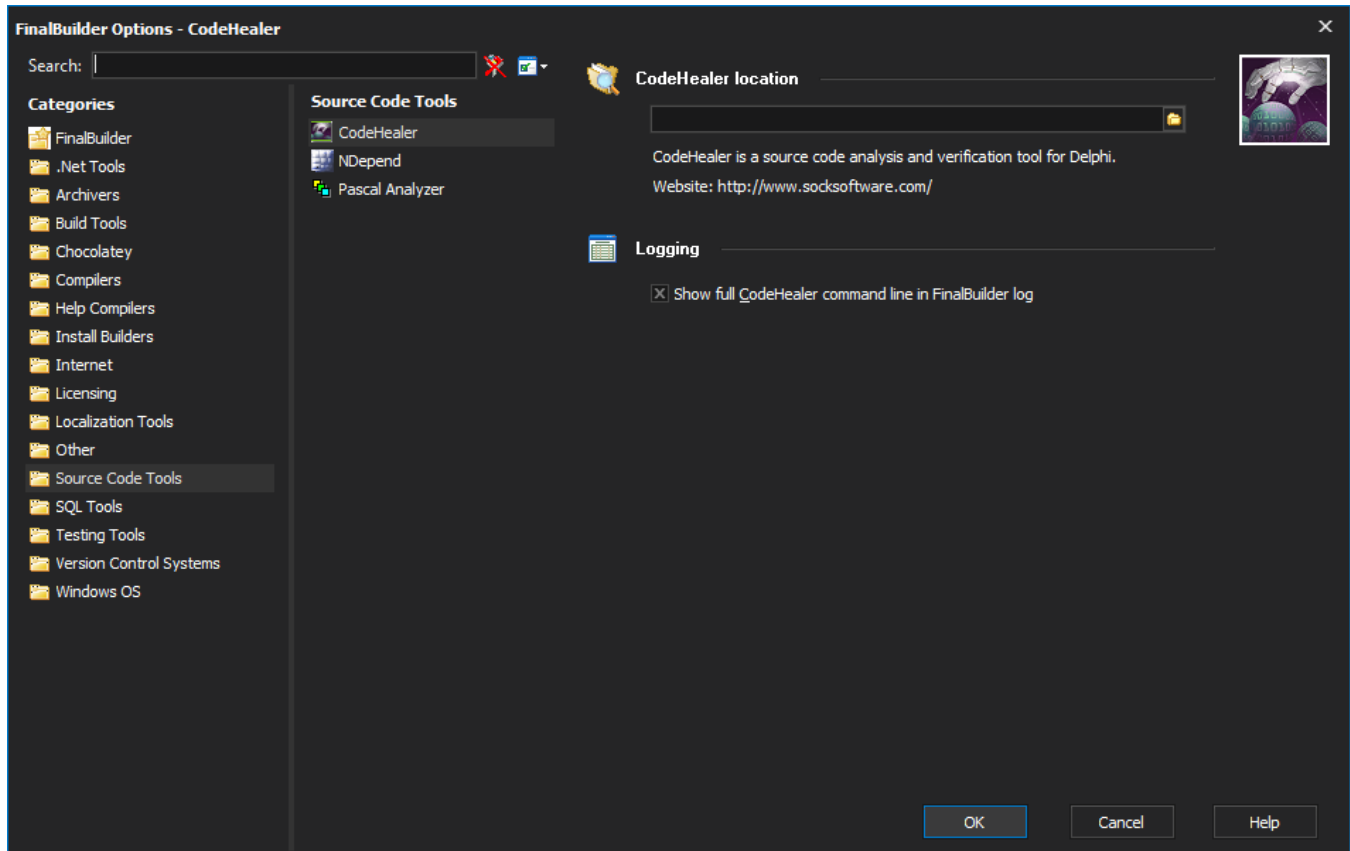 FinalBuilder Options - CodeHealer
Search:
Categories
FinalBuilder
.Net Tools
Archivers
Build Tools
Chocolatey
Compilers
Help Compilers
Install Builders
Internet
Licensing
Localization Tools
Other
Source Code Tools
SQL Tools
Testing Tools
Version Control Systems
Windows OS
Source Code Tools
CodeHealer
NDepend
Pascal Analyzer
CodeHealer location
CodeHealer is a source code analysis and verification tool for Delphi.
Website: http://www.socksoftware.com/
Logging
Show full CodeHealer command line in FinalBuilder log
OK
Cancel
Help